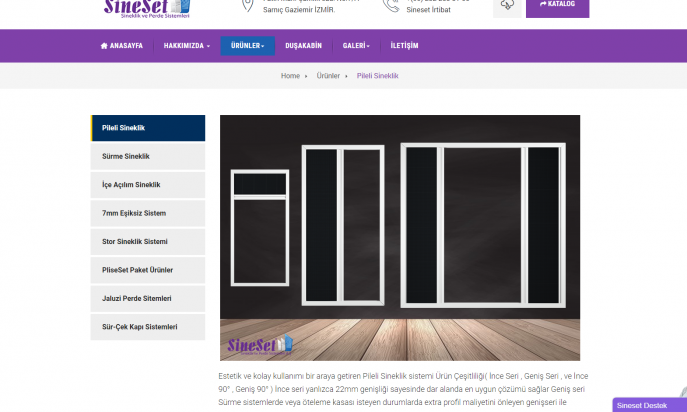 SineSet
Sineklik ve Perde Sistemleri
Sarnıç Gaziemir İZMİR.
Sineset İrtibat
KATALOG
ANASAYFA
HAKKIMIZDA
ÜRÜNLER
DUŞAKABİN
GALERİ
İLETİŞİM
Home
Ürünler
Pileli Sineklik
Pileli Sineklik
Sürme Sineklik
İçe Açılım Sineklik
7mm Eşiksiz Sistem
Stor Sineklik Sistemi
PliseSet Paket Ürünler
Jaluzi Perde Sitemleri
Sür-Çek Kapı Sistemleri
SineSet
Estetik ve kolay kullanımı bir araya getiren Pileli Sineklik sistemi Ürün Çeşitliliği( İnce Seri , Geniş Seri , ve İnce
90° , Geniş 90° ) İnce seri yanlızca 22mm genişliği sayesinde dar alanda en uygun çözümü sağlar Geniş seri
Sürme sistemlerde veya öteleme kasası isteyen durumlarda extra profil maliyetini önleyen genişseri ile
Sineset Destek